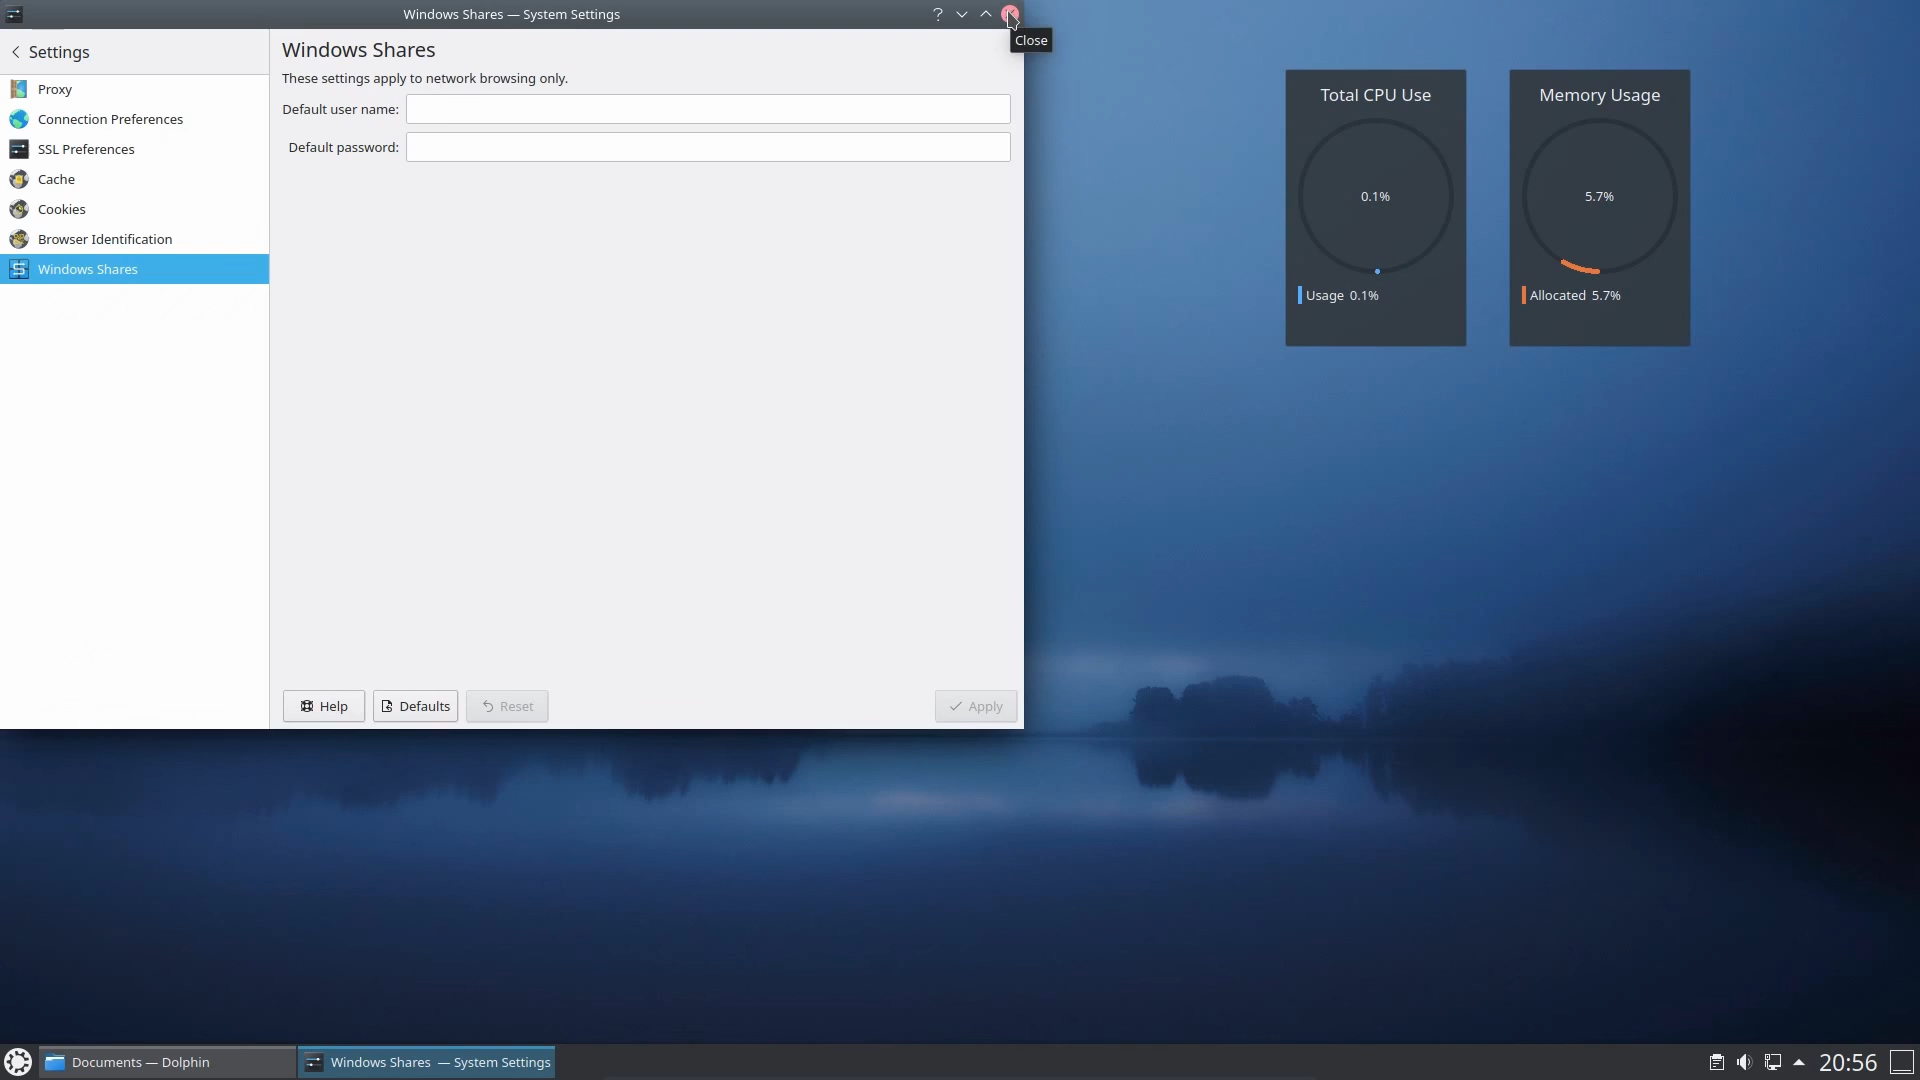 Windows Shares — System Settings
?
Close
Settings
Proxy
Connection Preferences
SSL Preferences
Cache
Cookies
Browser Identification
Windows Shares
Windows Shares
These settings apply to network browsing only.
Default user name:
Default password:
Help
Defaults
Reset
Apply
Total CPU Use
0.1%
Usage 0.1%
Memory Usage
5.7%
Allocated 5.7%
Documents — Dolphin
Windows Shares — System Settings
20:56